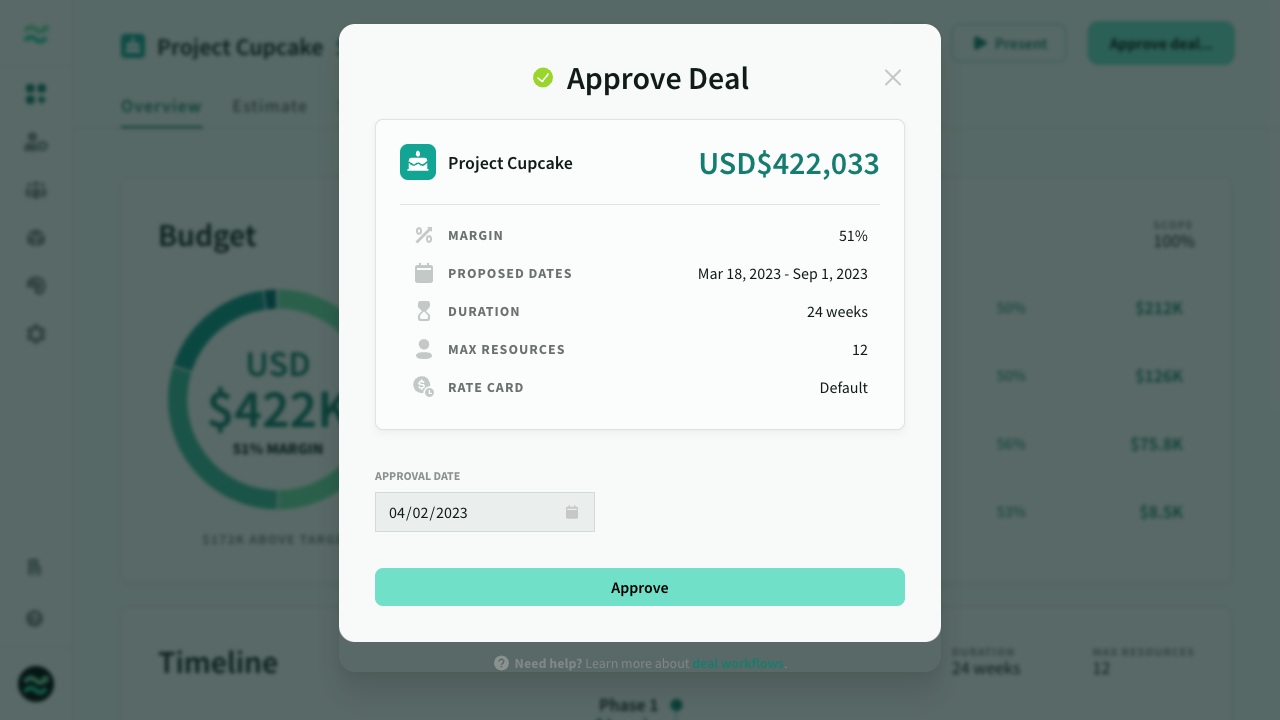 Project Cupcake
Present
Approve deal...
Overview
Estimate
Approve Deal
Project Cupcake
USD$422,033
MARGIN
51%
PROPOSED DATES
Mar 18, 2023 - Sep 1, 2023
DURATION
24 weeks
MAX RESOURCES
12
RATE CARD
Default
APPROVAL DATE
04/02/2023
Approve
Need help? Learn more about deal workflows.
Budget
SCOPE
100%
USD
$422K
51% MARGIN
$172K ABOVE
50%
$212K
50%
$126K
56%
$75.8K
53%
$8.5K
Timeline
DURATION
24 weeks
MAX RESOURCES
12
Phase 1